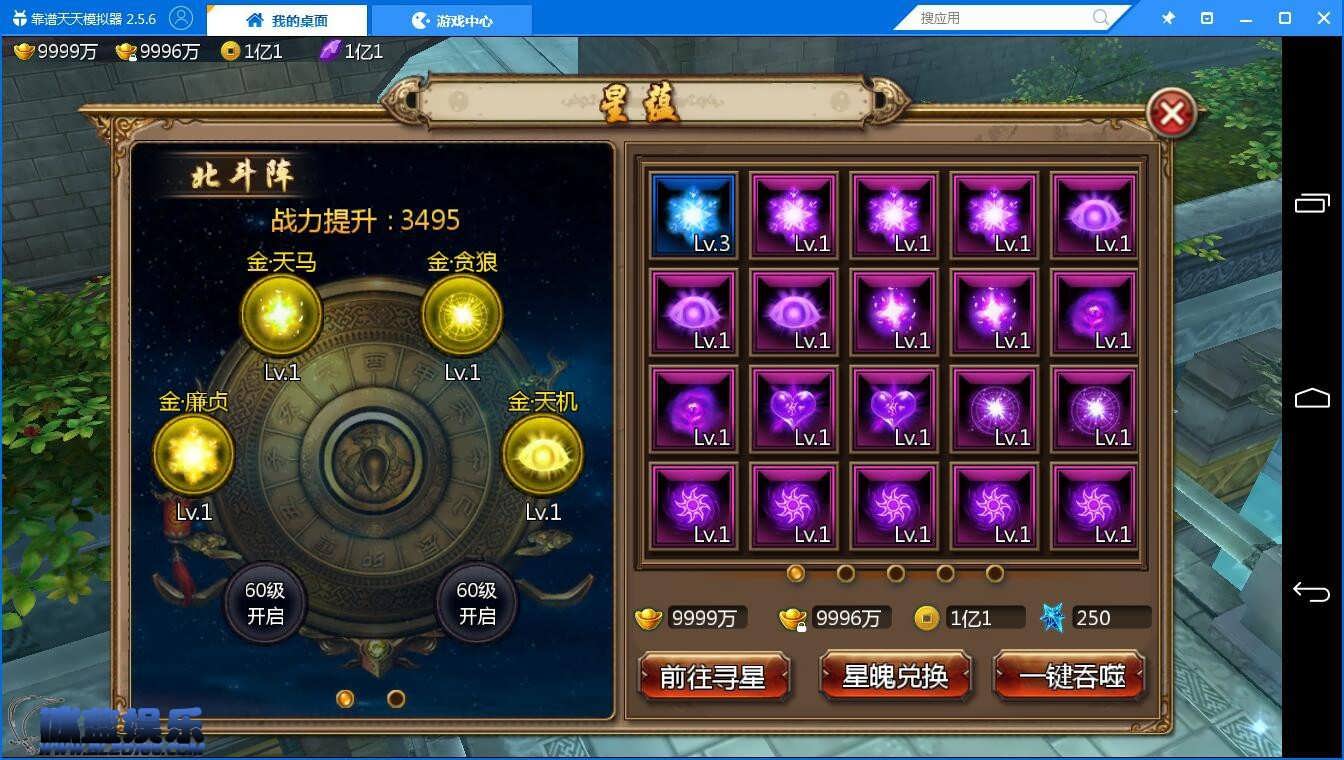 靠谱天天模拟器 2.5.6
我的桌面
游戏中心
搜应用
9999万 9996万 1亿1 1亿1
星蕴
北斗阵
战力提升：3495
金·天马 金·贪狼
Lv.1 Lv.1
金·廉贞 金·天机
Lv.1 Lv.1
60级 60级
开启 开启
Lv.3 Lv.1 Lv.1 Lv.1 Lv.1
Lv.1 Lv.1 Lv.1 Lv.1 Lv.1
Lv.1 Lv.1 Lv.1 Lv.1 Lv.1
Lv.1 Lv.1 Lv.1 Lv.1 Lv.1
9999万 9996万 1亿1 250
前往寻星 星魄兑换 一键吞噬